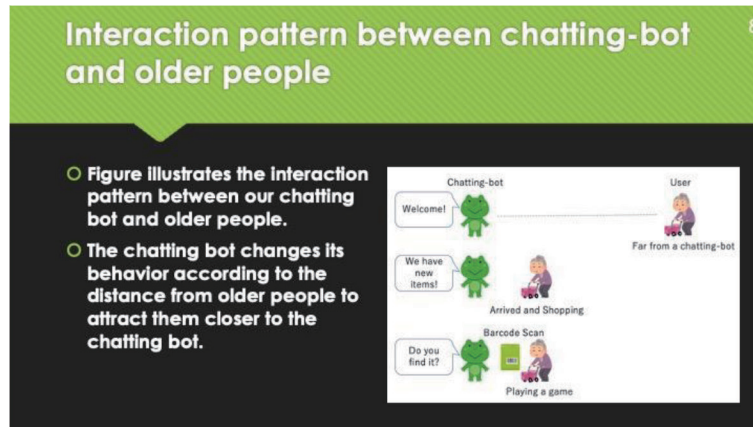 Interaction pattern between chatting-bot
and older people
Figure illustrates the interaction
pattern between our chatting
bot and older people.
The chatting bot changes its
behavior according to the
distance from older people to
attract them closer to the
chatting bot.
Chatting-bot
User
Welcome!
Far from a chatting-bot
We have
new
items!
Arrived and Shopping
Barcode Scan
Do you
find it?
Playing a game